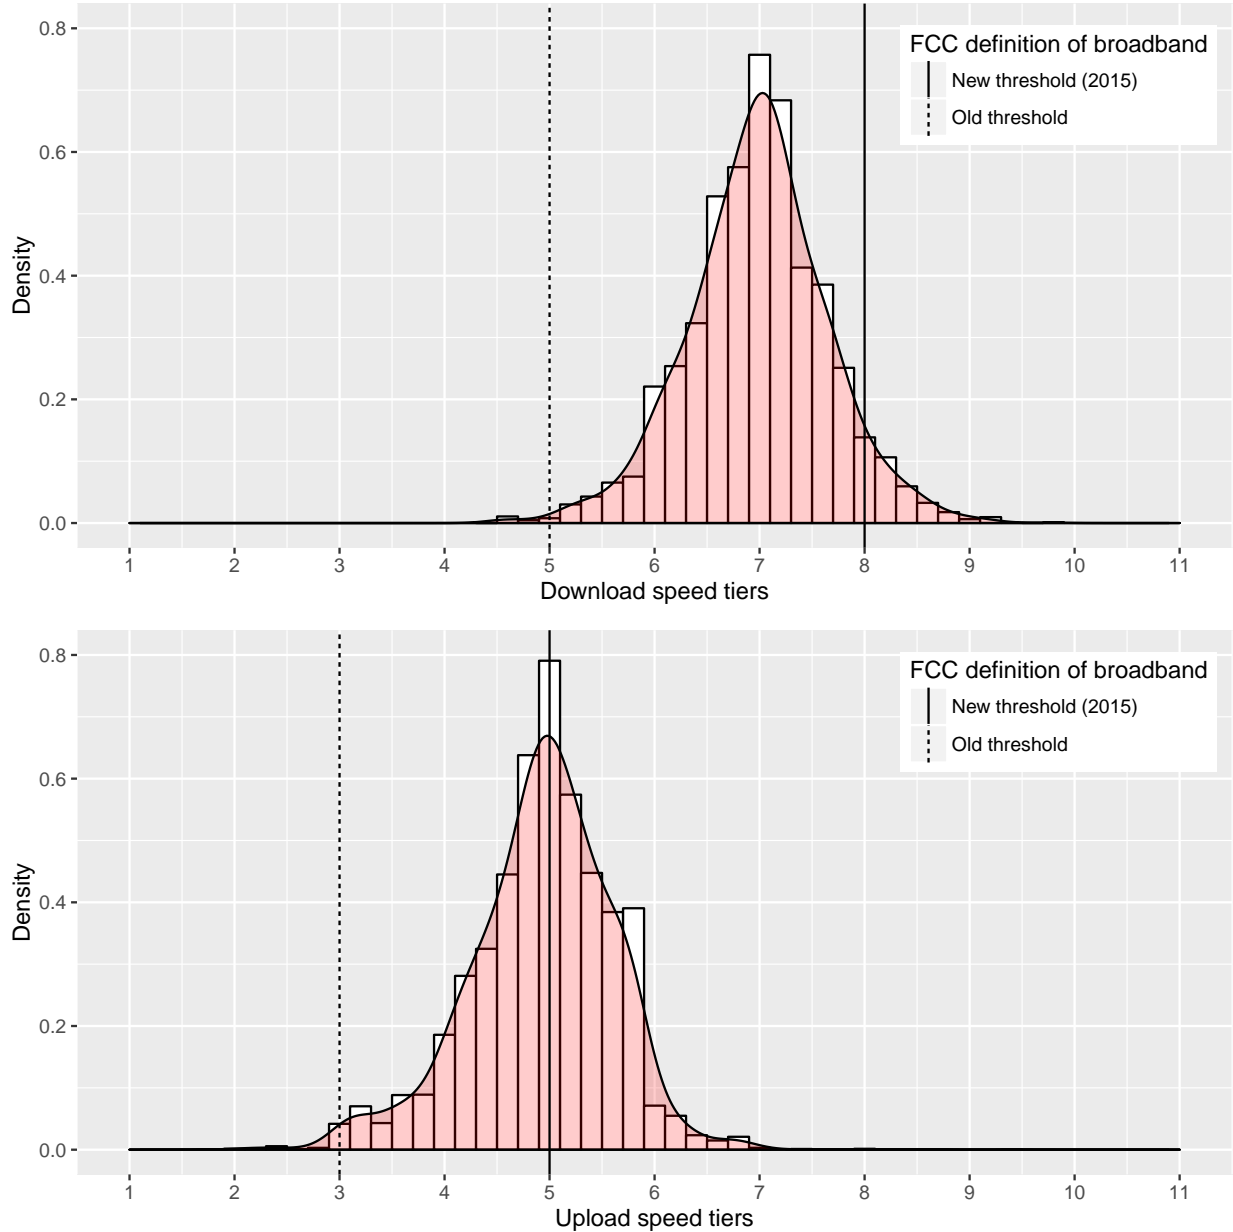 FCC definition of broadband
New threshold (2015)
Old threshold
Density
0.8
0.6
0.4
0.2
0.0
1 2 3 4 5 6 7 8 9 10 11
Download speed tiers
FCC definition of broadband
New threshold (2015)
Old threshold
Density
0.8
0.6
0.4
0.2
0.0
1 2 3 4 5 6 7 8 9 10 11
Upload speed tiers